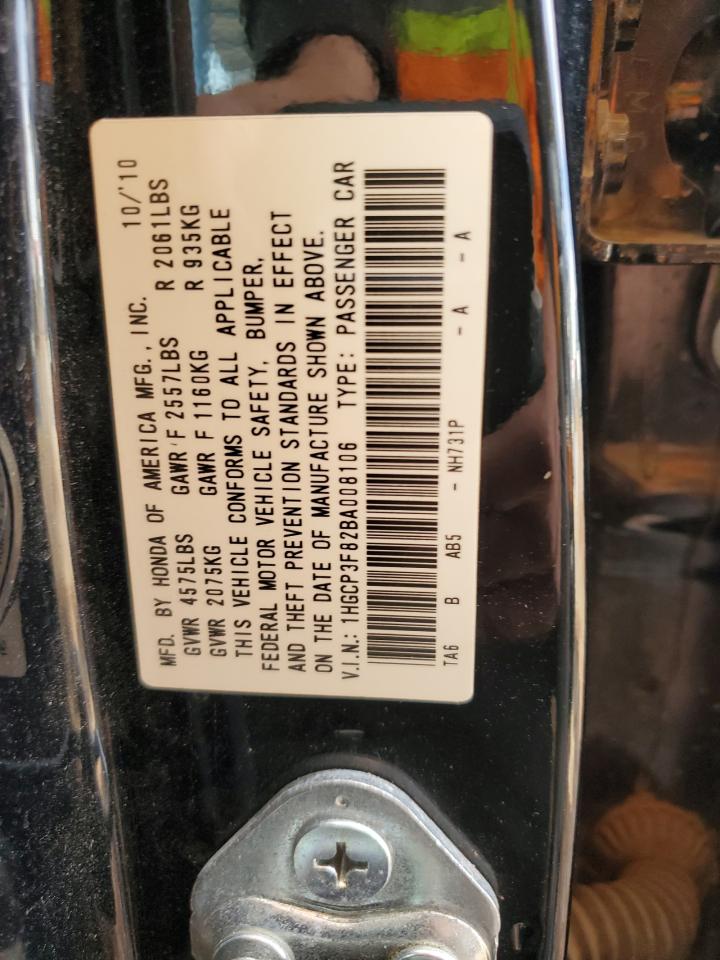 MFD. BY HONDA OF AMERICA MFG., INC. 10/'10
GVWR 4575LBS GAWR F 2557LBS R 2061LBS
GVWR 2075KG GAWR F 1160KG R 935KG
THIS VEHICLE CONFORMS TO ALL APPLICABLE
FEDERAL MOTOR VEHICLE SAFETY, BUMPER,
AND THEFT PREVENTION STANDARDS IN EFFECT
ON THE DATE OF MANUFACTURE SHOWN ABOVE.
V.I.N.: 1HGCP3F82BA008106 TYPE: PASSENGER CAR
TA6 B AB5 - NH731P - A - A